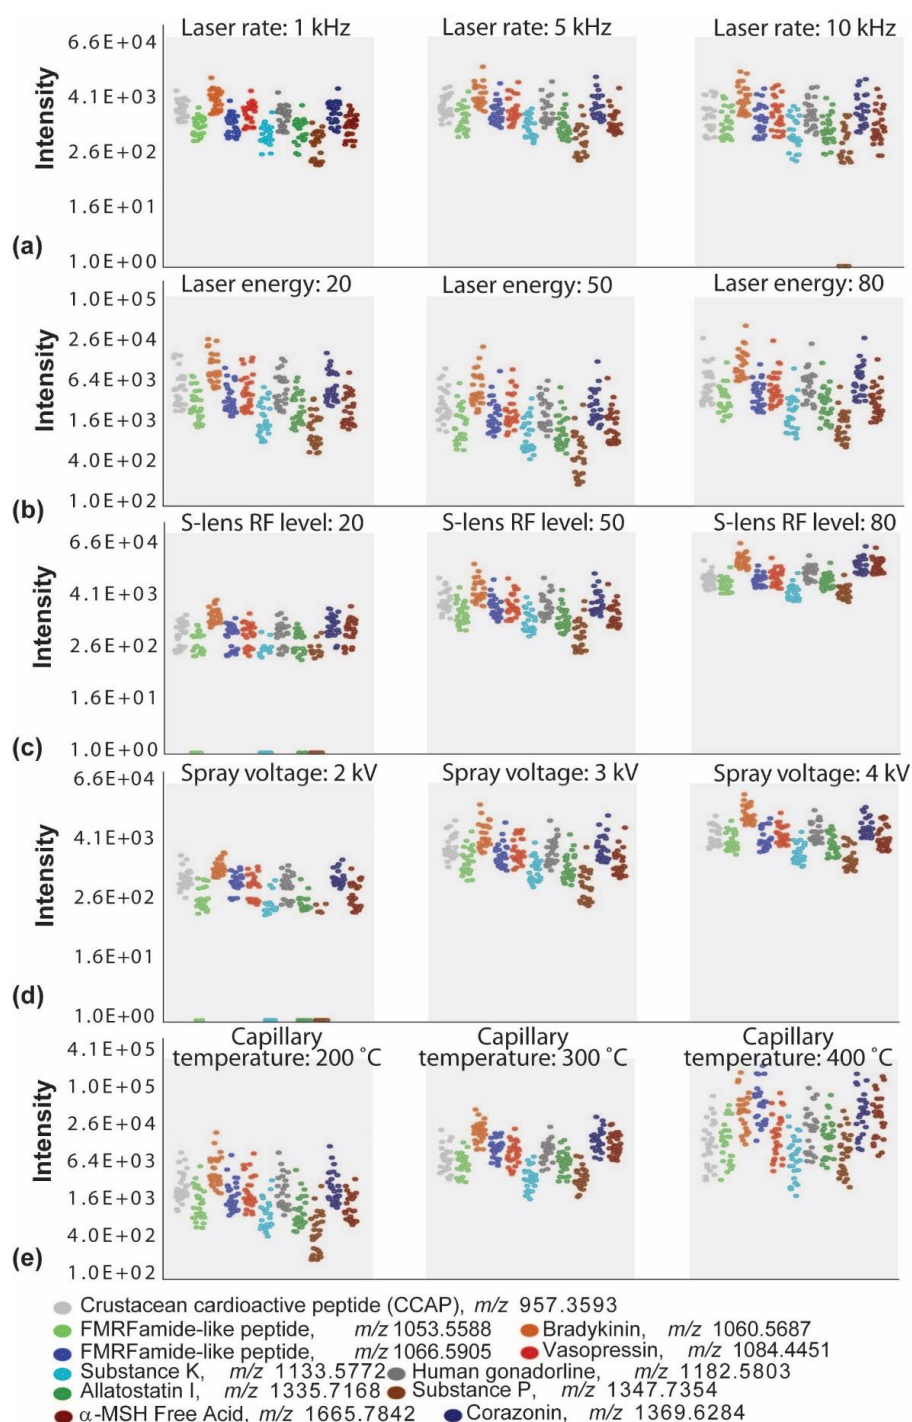 Laser rate: 1 kHz
Laser rate: 5 kHz
Laser rate: 10 kHz
6.6E+04
4.1E+03
2.6E+02
1.6E+01
1.0E+00
Intensity
(a)
Laser energy: 20
Laser energy: 50
Laser energy: 80
1.0E+05
2.6E+04
6.4E+03
1.6E+03
4.0E+02
1.0E+02
Intensity
(b)
S-lens RF level: 20
S-lens RF level: 50
S-lens RF level: 80
6.6E+04
4.1E+03
2.6E+02
1.6E+01
1.0E+00
Intensity
(c)
Spray voltage: 2 kV
Spray voltage: 3 kV
Spray voltage: 4 kV
6.6E+04
4.1E+03
2.6E+02
1.6E+01
1.0E+00
Intensity
(d)
Capillary
temperature: 200 ˚C
Capillary
temperature: 300 ˚C
Capillary
temperature: 400 ˚C
4.1E+05
1.0E+05
2.6E+04
6.4E+03
1.6E+03
4.0E+02
1.0E+02
Intensity
(e)
Crustacean cardioactive peptide (CCAP), m/z 957.3593
FMRFamide-like peptide, m/z 1053.5588 Bradykinin, m/z 1060.5687
FMRFamide-like peptide, m/z 1066.5905 Vasopressin, m/z 1084.4451
Substance K, m/z 1133.5772 Human gonadorline, m/z 1182.5803
Allatostatin I, m/z 1335.7168 Substance P, m/z 1347.7354
α-MSH Free Acid, m/z 1665.7842 Corazonin, m/z 1369.6284